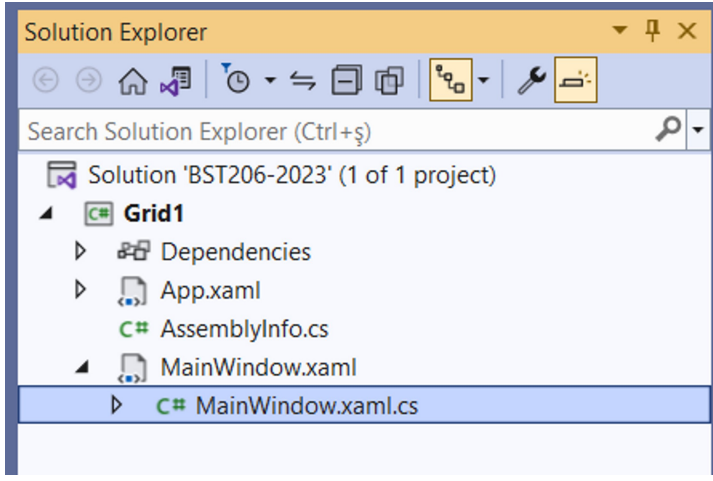 Solution Explorer
Search Solution Explorer (Ctrl+ş)
Solution 'BST206-2023' (1 of 1 project)
C# Grid1
Dependencies
App.xaml
C# AssemblyInfo.cs
MainWindow.xaml
C# MainWindow.xaml.cs